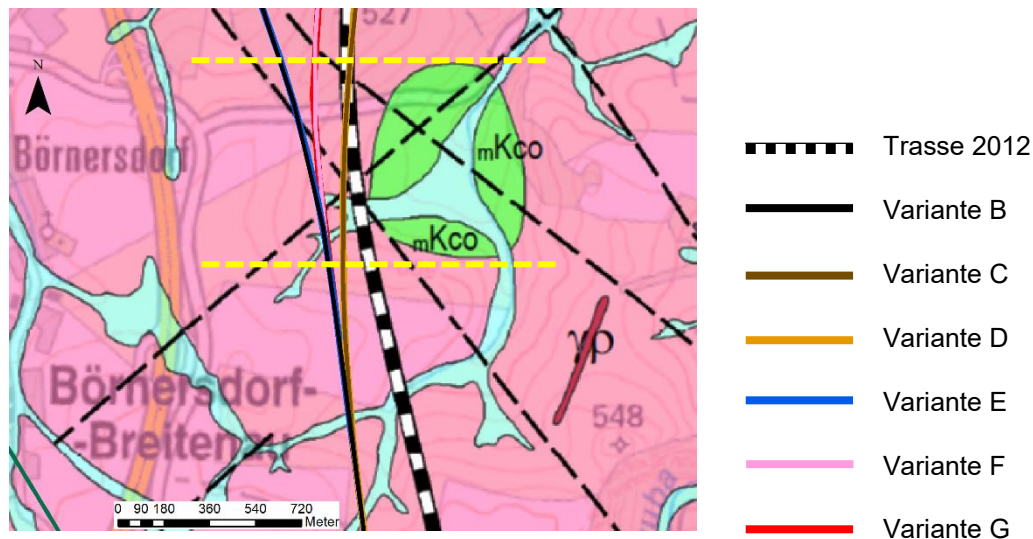 527
N
Börnersdorf
mKco
mKco
γp
Börnersdorf-
-Breitenau
548
0 90 180 360 540 720
Meter
Trasse 2012
Variante B
Variante C
Variante D
Variante E
Variante F
Variante G